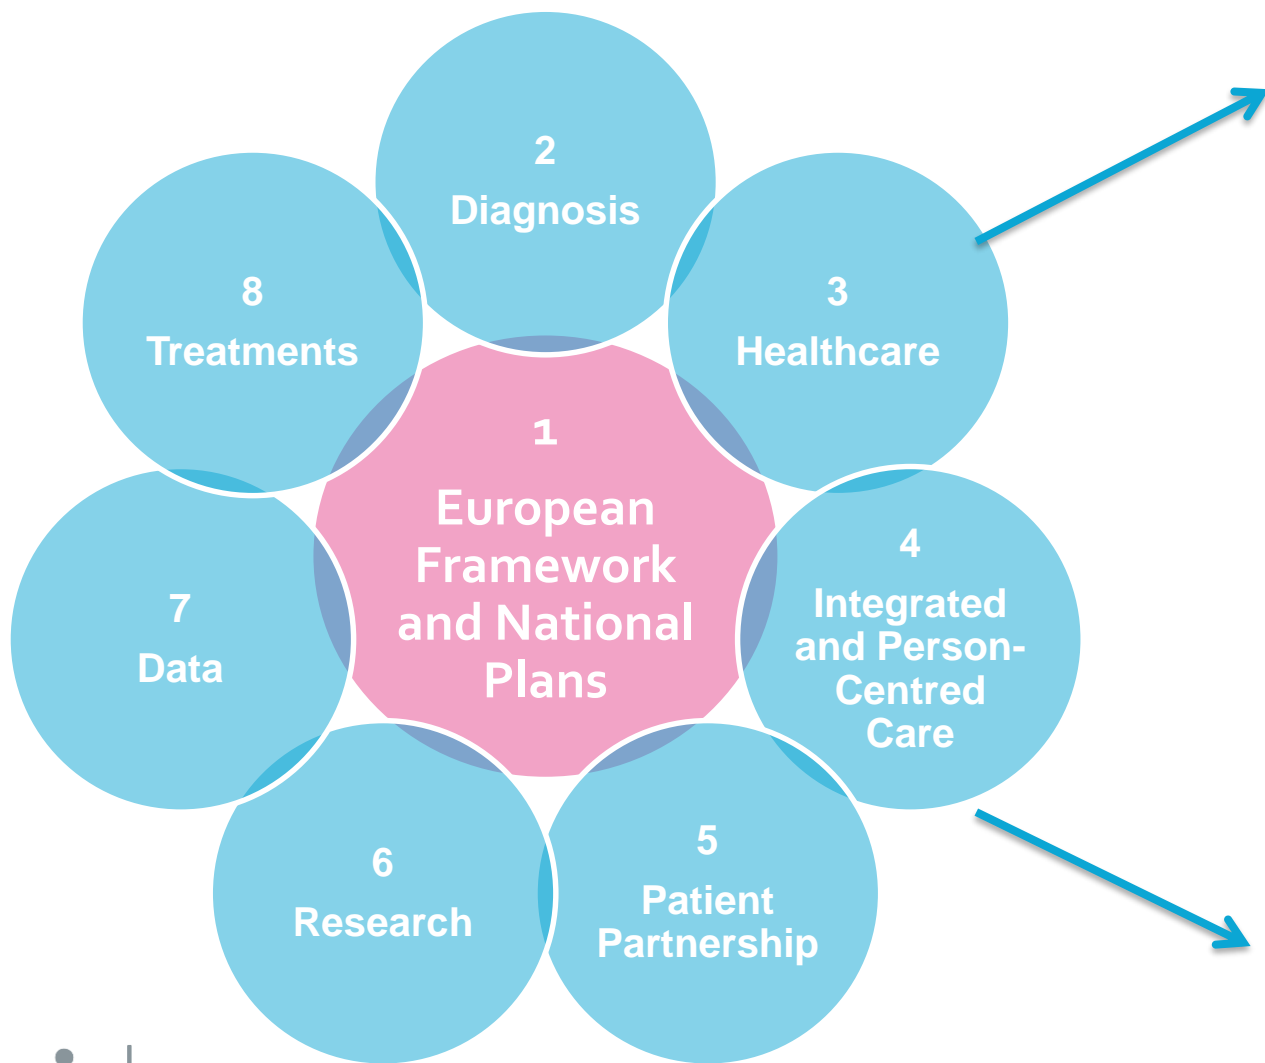 2
Diagnosis
3
Healthcare
4
Integrated
and Person-
Centred
Care
5
Patient
Partnership
6
Research
7
Data
8
Treatments
1
European
Framework
and National
Plans